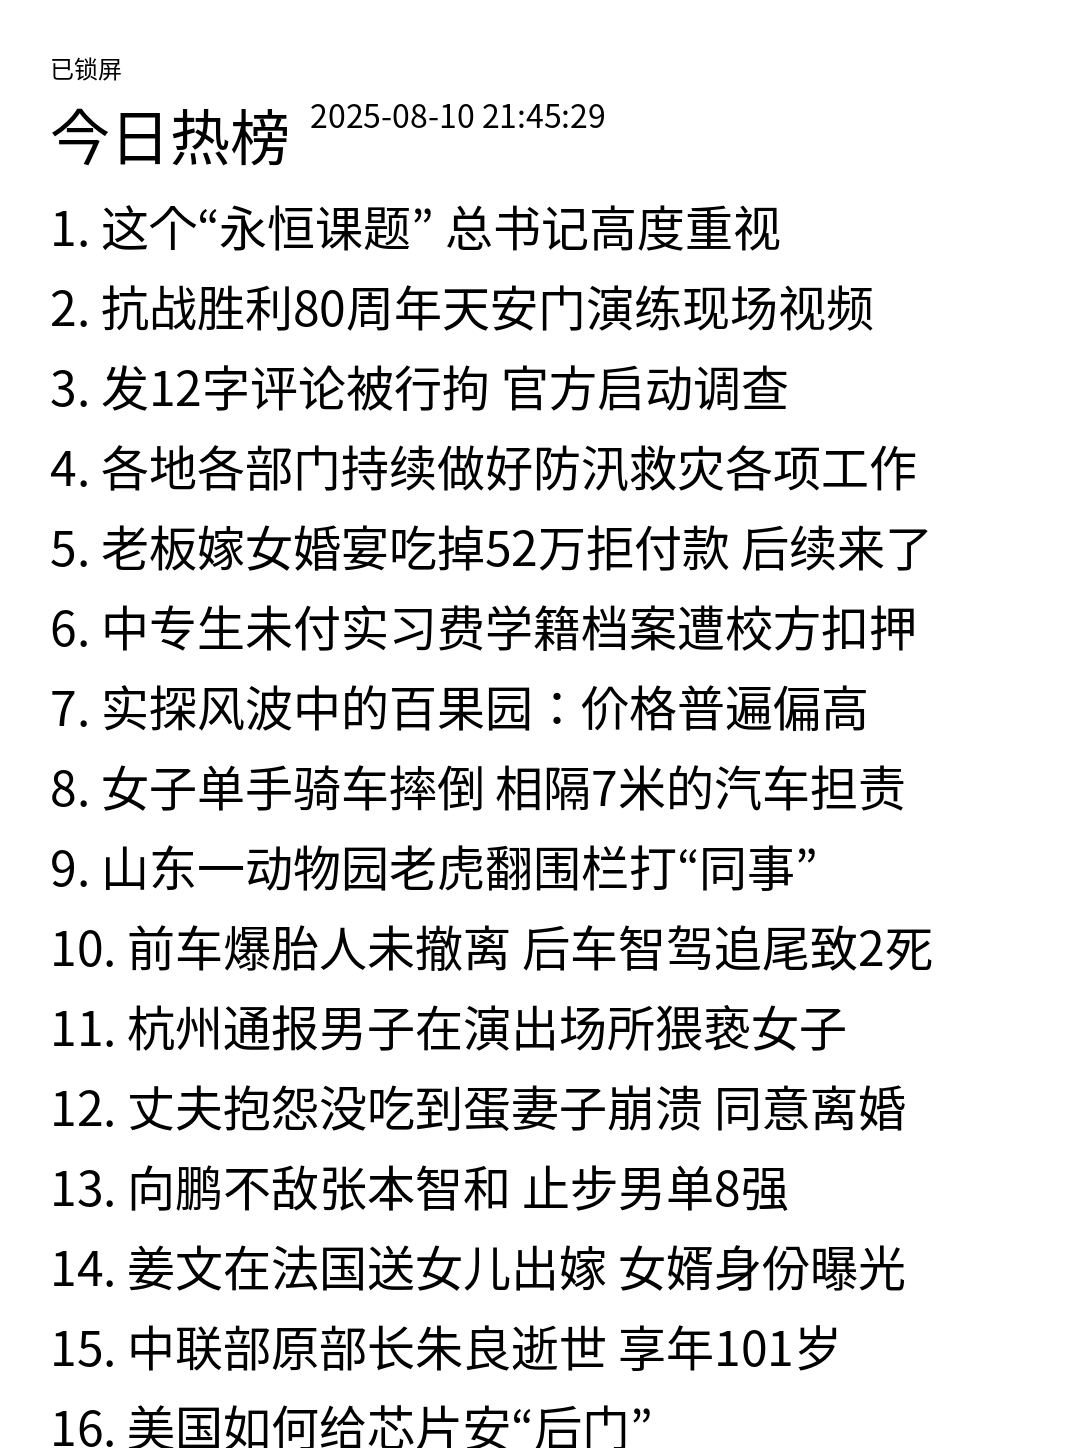 已锁屏
今日热榜 2025-08-10 21:45:29
1. 这个“永恒课题” 总书记高度重视
2. 抗战胜利80周年天安门演练现场视频
3. 发12字评论被行拘 官方启动调查
4. 各地各部门持续做好防汛救灾各项工作
5. 老板嫁女婚宴吃掉52万拒付款 后续来了
6. 中专生未付实习费学籍档案遭校方扣押
7. 实探风波中的百果园：价格普遍偏高
8. 女子单手骑车摔倒 相隔7米的汽车担责
9. 山东一动物园老虎翻围栏打“同事”
10. 前车爆胎人未撤离 后车智驾追尾致2死
11. 杭州通报男子在演出场所猥亵女子
12. 丈夫抱怨没吃到蛋妻子崩溃 同意离婚
13. 向鹏不敌张本智和 止步男单8强
14. 姜文在法国送女儿出嫁 女婿身份曝光
15. 中联部原部长朱良逝世 享年101岁
16. 美国如何给芯片安“后门”